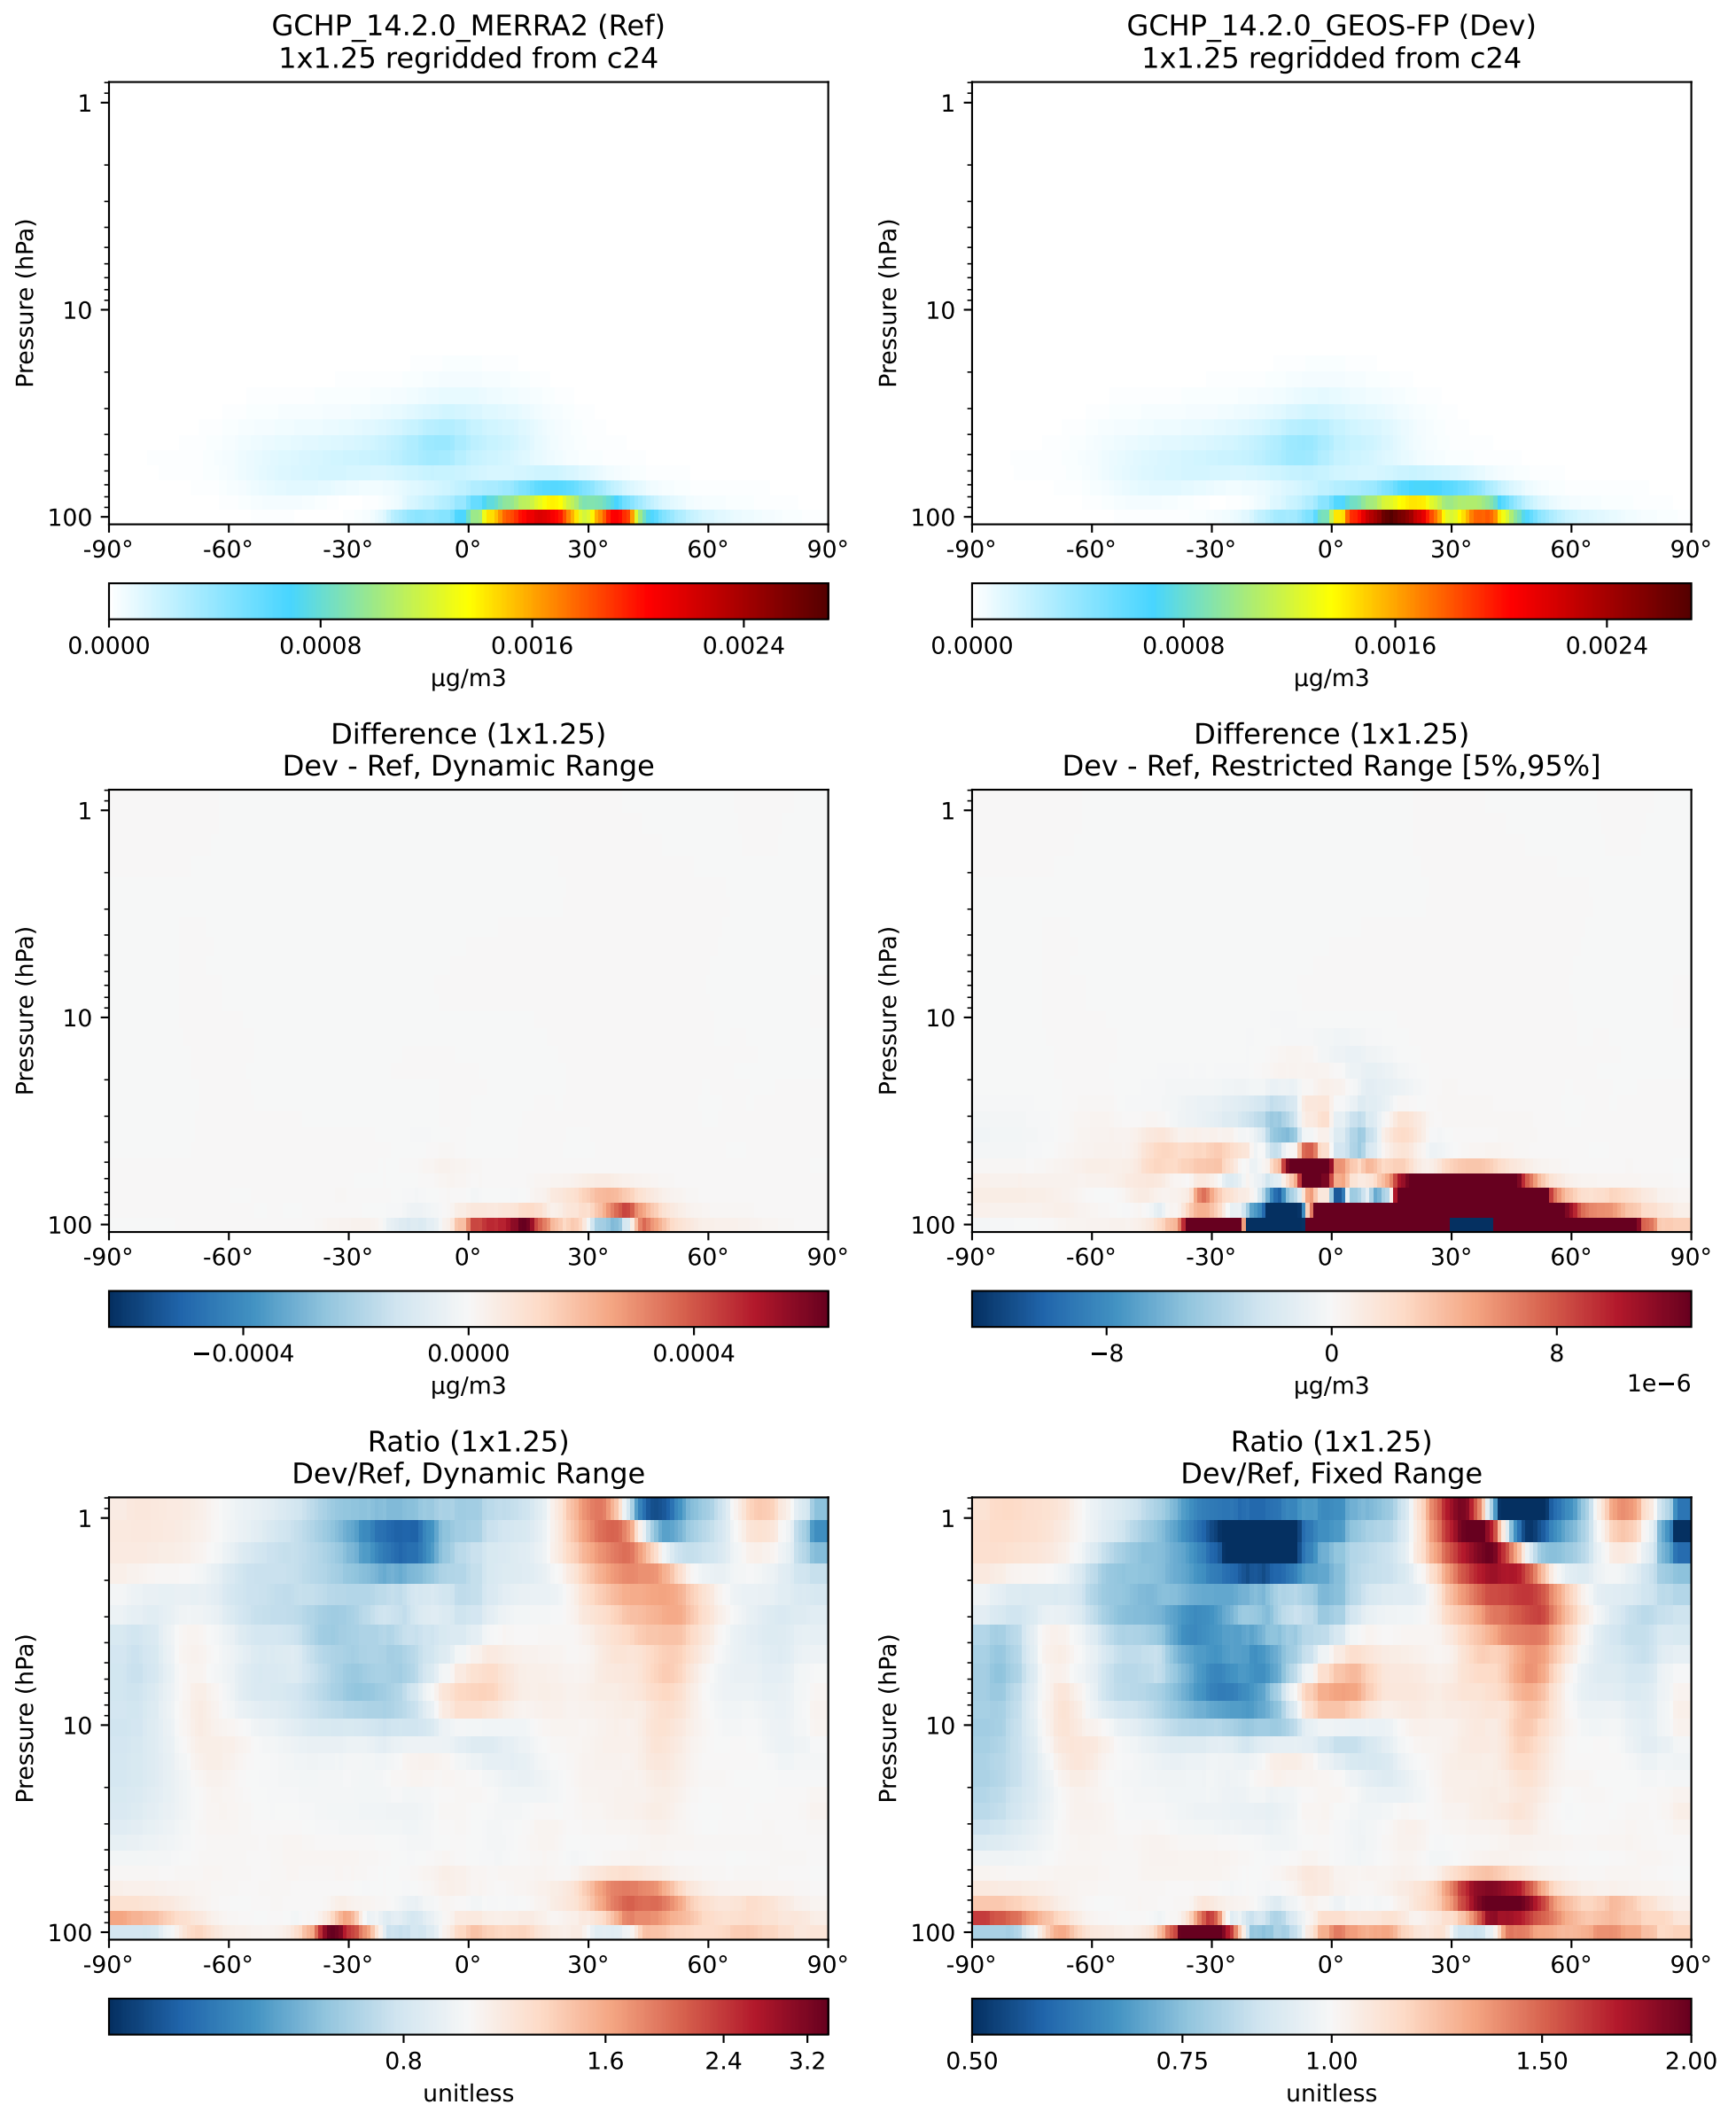 GCHP_14.2.0_MERRA2 (Ref)
1x1.25 regridded from c24
Pressure (hPa)
1
10
100
-90° -60° -30° 0° 30° 60° 90°
0.0000 0.0008 0.0016 0.0024
µg/m3
GCHP_14.2.0_GEOS-FP (Dev)
1x1.25 regridded from c24
Pressure (hPa)
1
10
100
-90° -60° -30° 0° 30° 60° 90°
0.0000 0.0008 0.0016 0.0024
µg/m3
Difference (1x1.25)
Dev - Ref, Dynamic Range
Pressure (hPa)
1
10
100
-90° -60° -30° 0° 30° 60° 90°
−0.0004 0.0000 0.0004
µg/m3
Difference (1x1.25)
Dev - Ref, Restricted Range [5%,95%]
Pressure (hPa)
1
10
100
-90° -60° -30° 0° 30° 60° 90°
−8 0 8
µg/m3
1e−6
Ratio (1x1.25)
Dev/Ref, Dynamic Range
Pressure (hPa)
1
10
100
-90° -60° -30° 0° 30° 60° 90°
0.8 1.6 2.4 3.2
unitless
Ratio (1x1.25)
Dev/Ref, Fixed Range
Pressure (hPa)
1
10
100
-90° -60° -30° 0° 30° 60° 90°
0.50 0.75 1.00 1.50 2.00
unitless